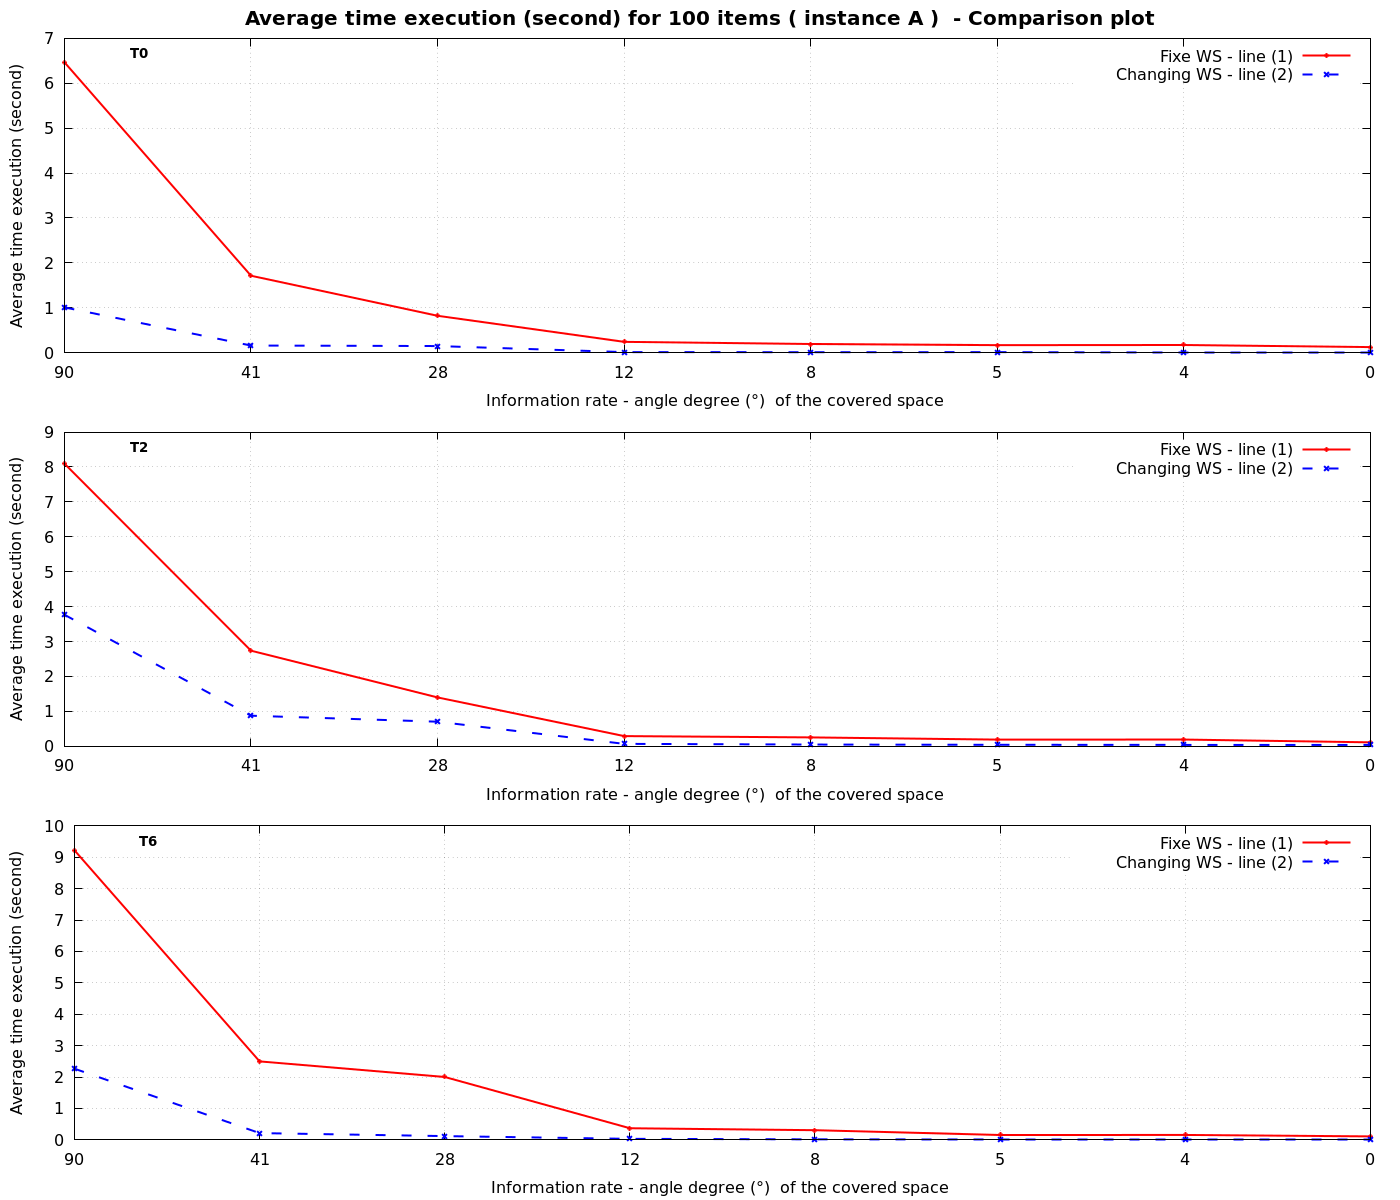 Average time execution (second) for 100 items ( instance A )  - Comparison plot
7
6
5
4
3
2
1
0
Average time execution (second)
T0
Fixe WS - line (1)
Changing WS - line (2)
90 41 28 12 8 5 4 0
Information rate - angle degree (°)  of the covered space
9
8
7
6
5
4
3
2
1
0
Average time execution (second)
T2
Fixe WS - line (1)
Changing WS - line (2)
90 41 28 12 8 5 4 0
Information rate - angle degree (°)  of the covered space
10
9
8
7
6
5
4
3
2
1
0
Average time execution (second)
T6
Fixe WS - line (1)
Changing WS - line (2)
90 41 28 12 8 5 4 0
Information rate - angle degree (°)  of the covered space